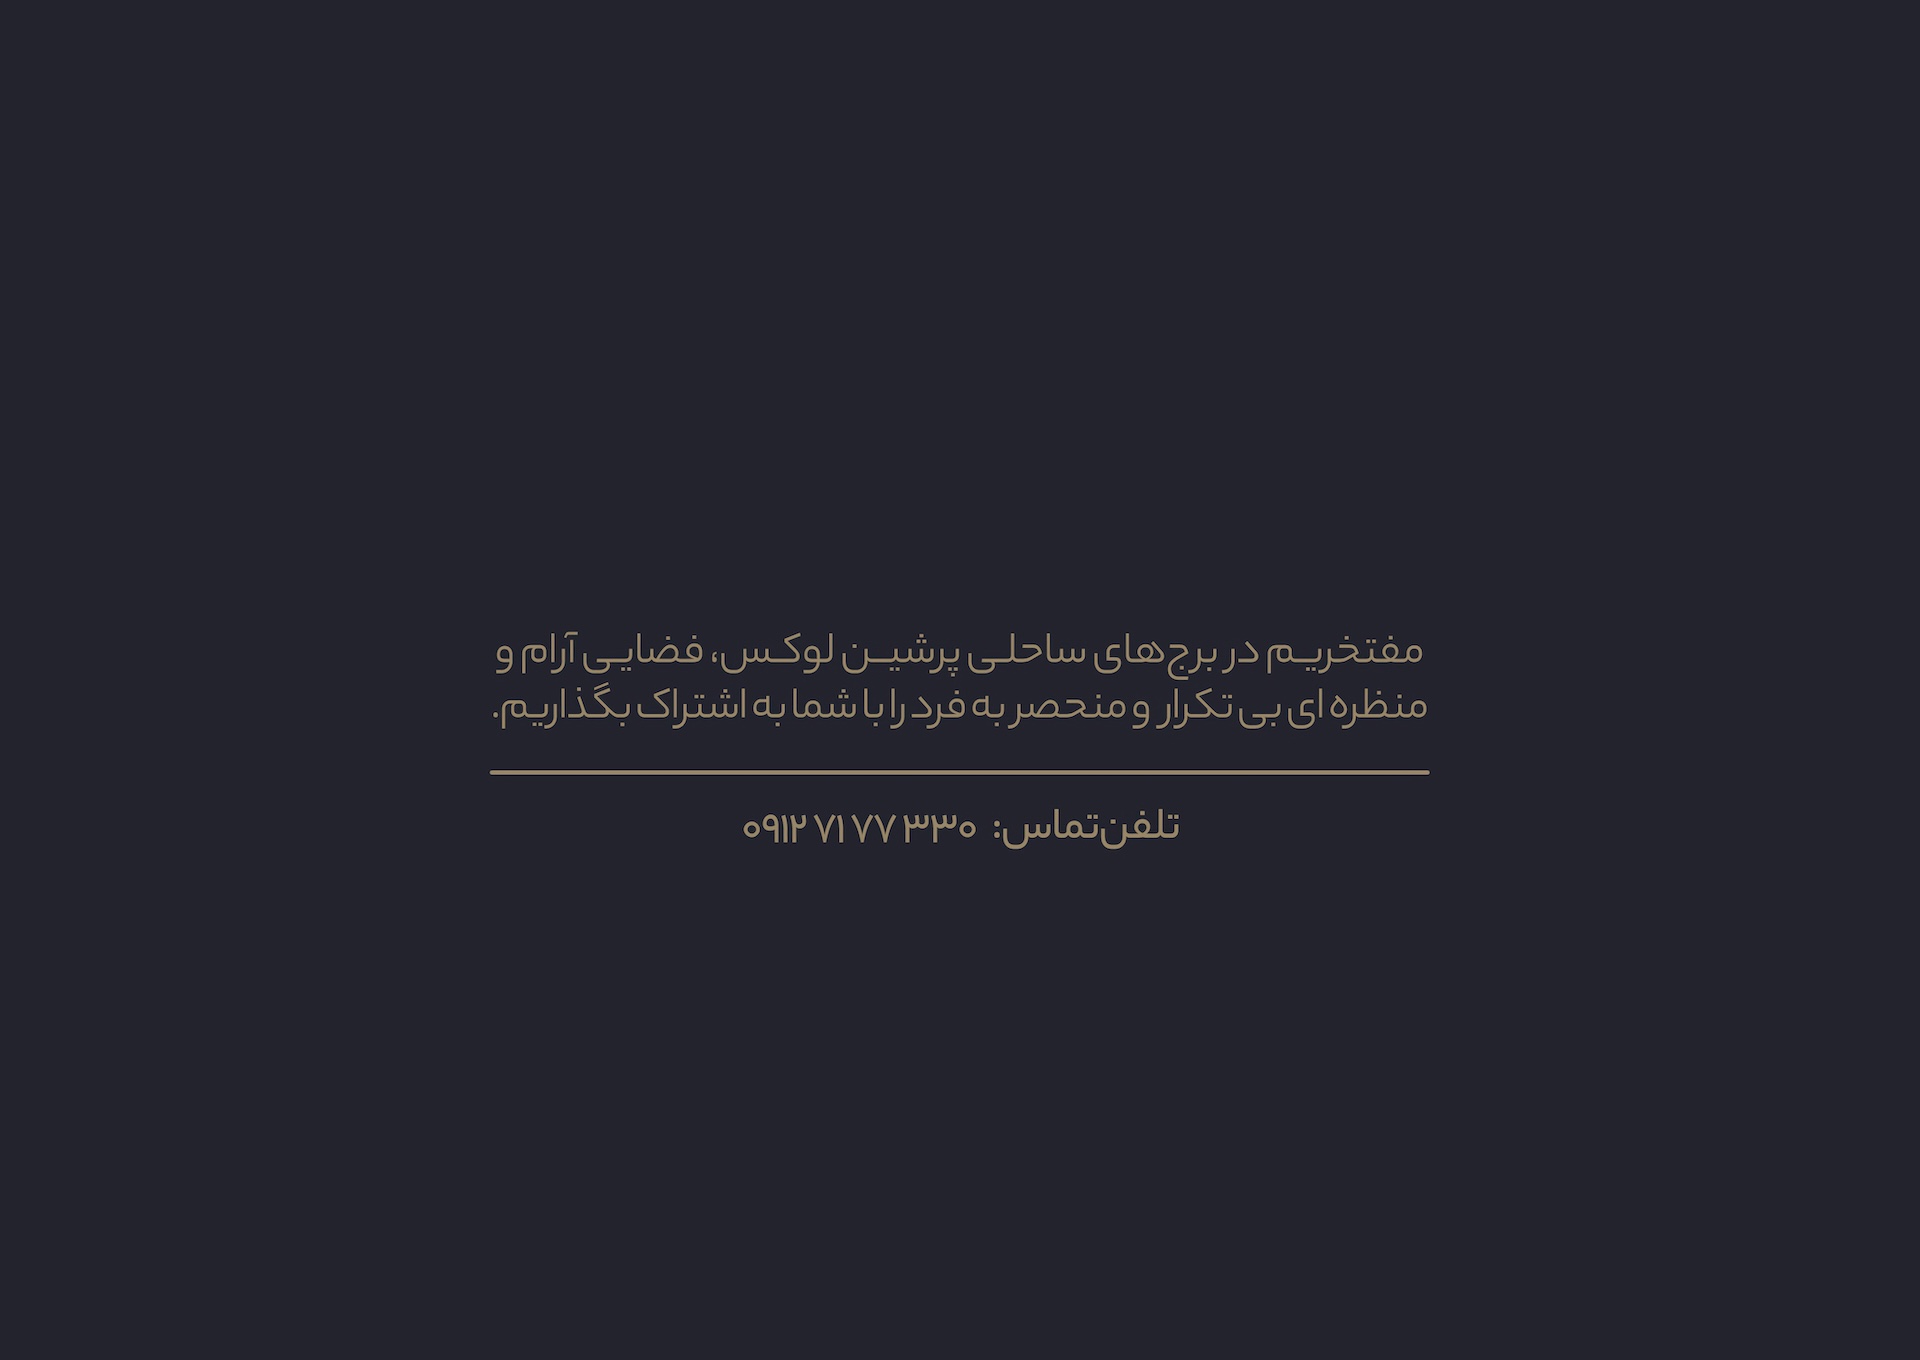 مفتخریم در برج‌های ساحلی پرشین لوکس، فضایی آرام و
منظره ای بی تکرار و منحصر به فرد را با شما به اشتراک بگذاریم.
تلفن‌تماس: ۰۹۱۲ ۷۱ ۷۷ ۳۳۰